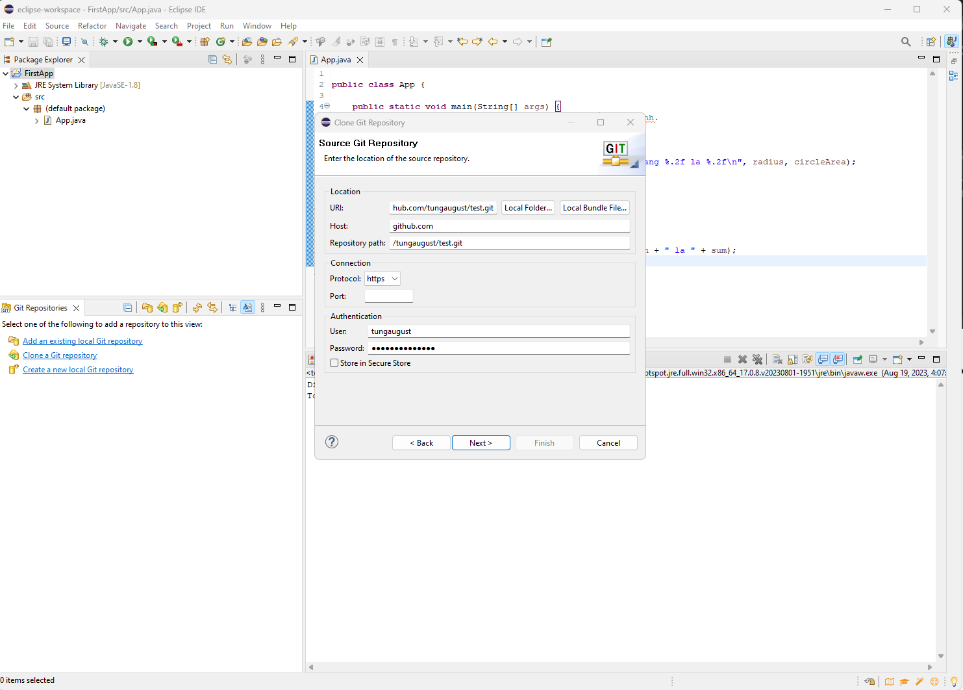 eclipse-workspace - FirstApp/src/App.java - Eclipse IDE
File Edit Source Refactor Navigate Search Project Run Window Help
Package Explorer
FirstApp
JRE System Library [JavaSE-1.8]
src
(default package)
App.java
App.java
1
2 public class App {
3
4 public static void main(String[] args) {
hh.
ang %.2f la %.2f\n", radius, circleArea);
+ " la " + sum);
Clone Git Repository
Source Git Repository
Enter the location of the source repository.
GIT
Location
URI: hub.com/tungaugust/test.git Local Folder... Local Bundle File...
Host: github.com
Repository path: /tungaugust/test.git
Connection
Protocol: https
Port:
Authentication
User: tungaugust
Password: ●●●●●●●●●●●●●●
Store in Secure Store
< Back Next > Finish Cancel
Git Repositories
Select one of the following to add a repository to this view:
Add an existing local Git repository
Clone a Git repository
Create a new local Git repository
otspot.jre.full.win32.x86_64_17.0.8.v20230801-1951\jre\bin\javaw.exe (Aug 19, 2023, 4:07:
0 items selected